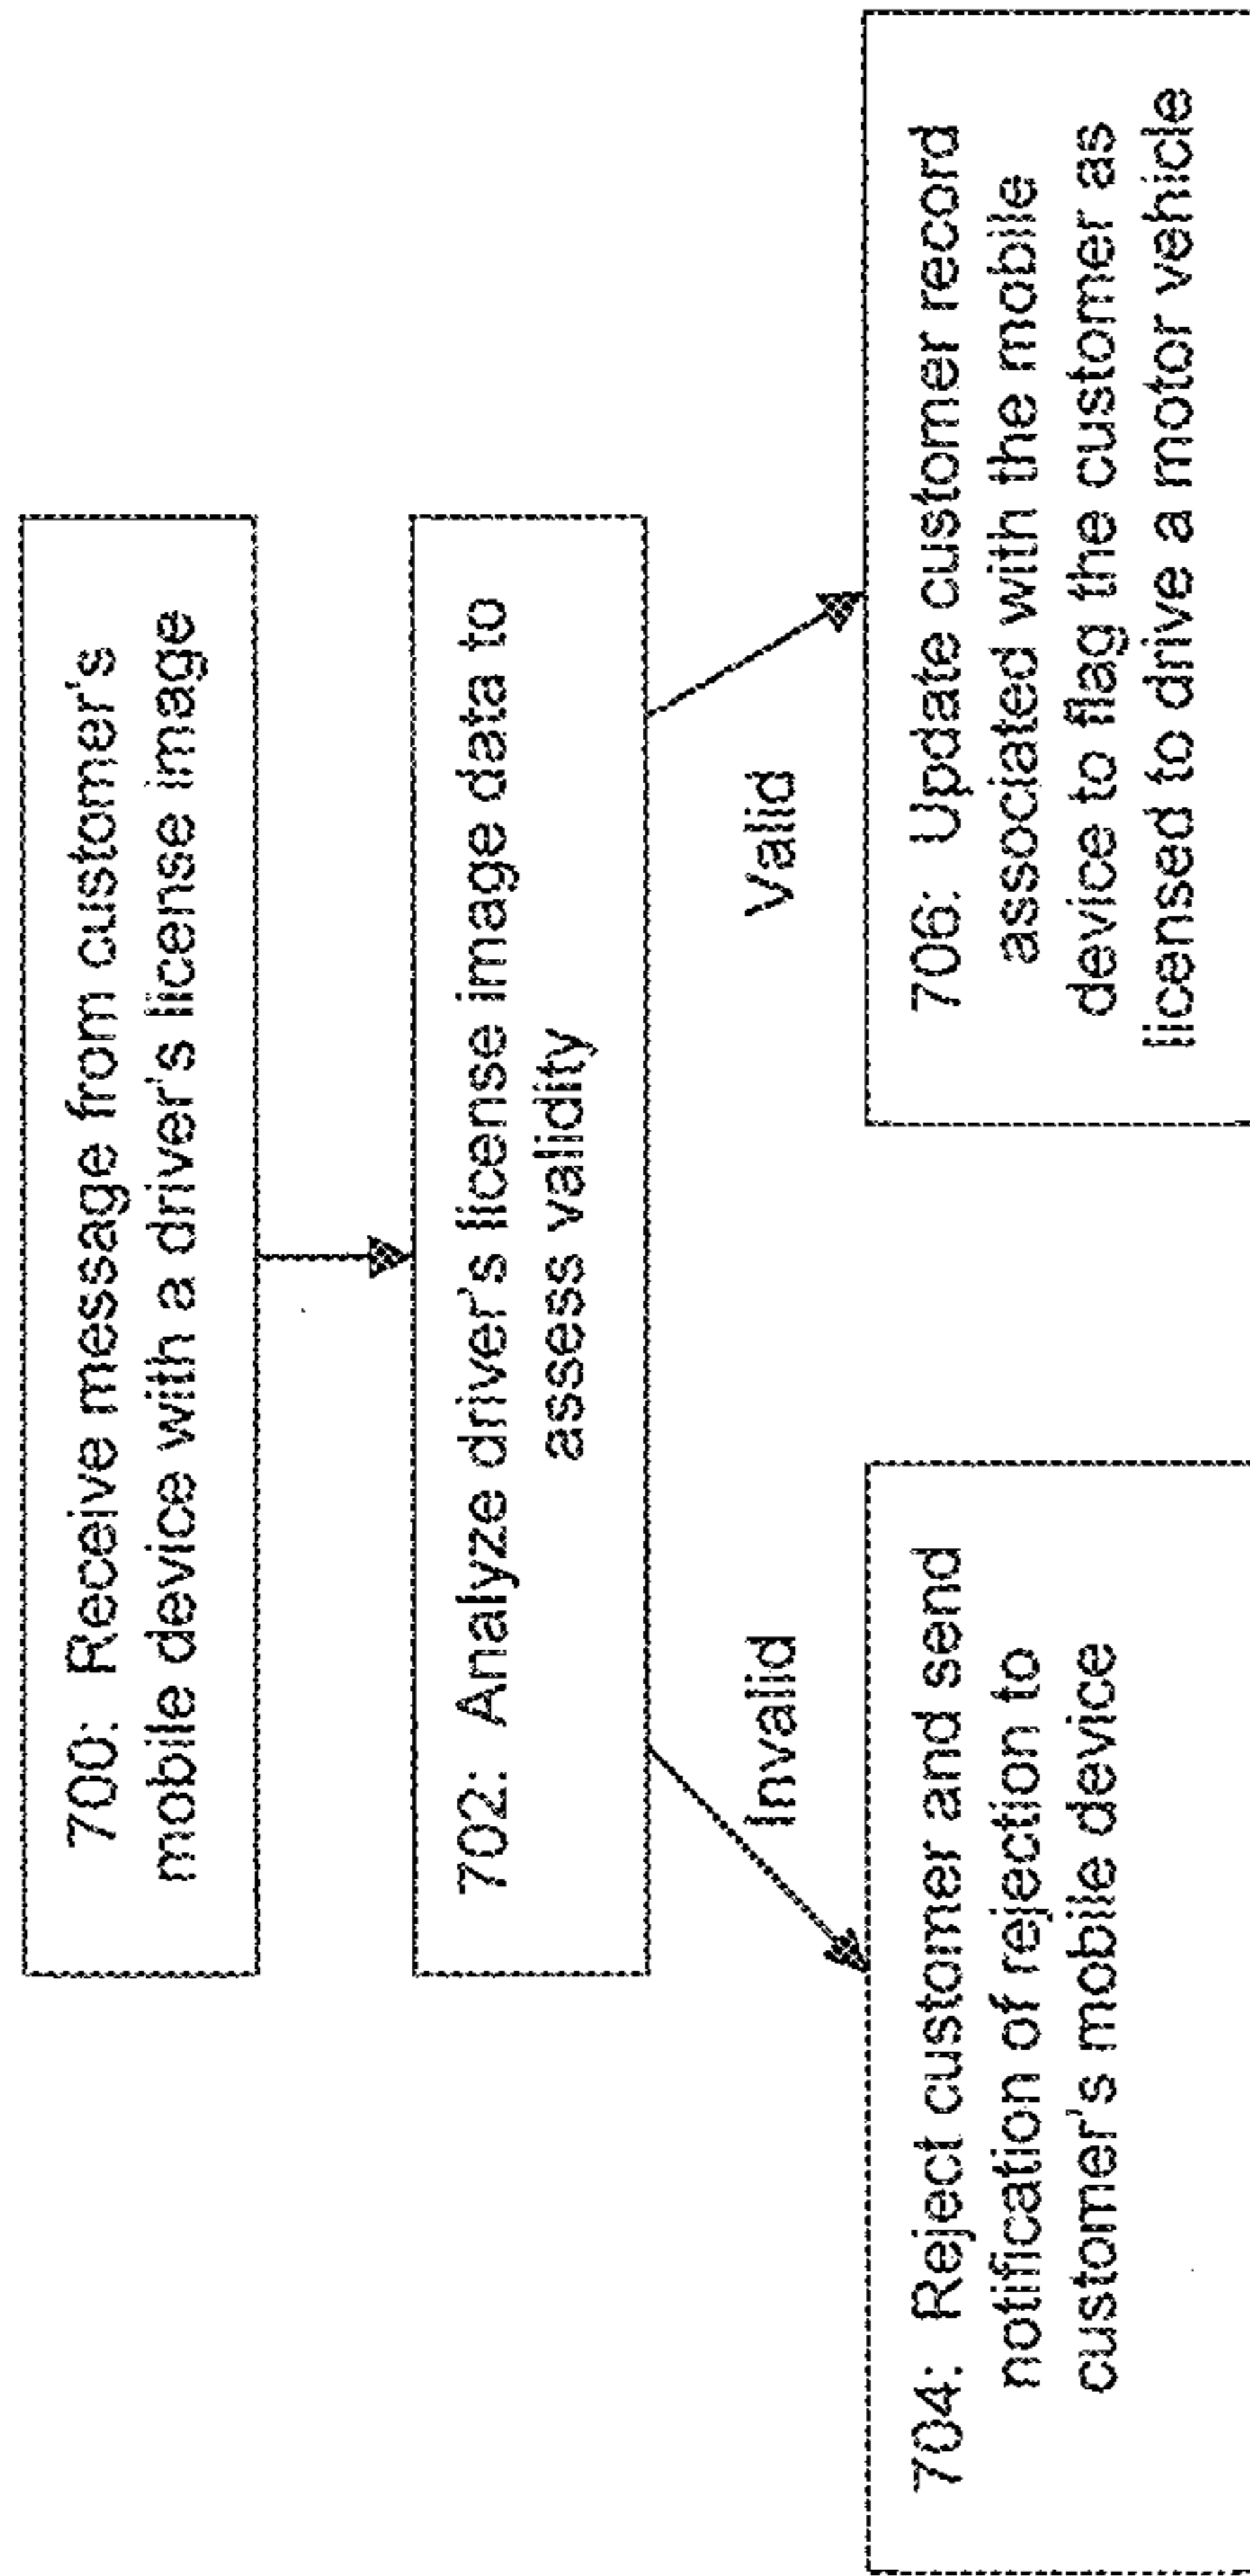 700: Receive message from customer's
mobile device with a driver's license image
702: Analyze driver's license image data to
assess validity
Invalid
Valid
704: Reject customer and send
notification of rejection to
customer's mobile device
706: Update customer record
associated with the mobile
device to flag the customer as
licensed to drive a motor vehicle